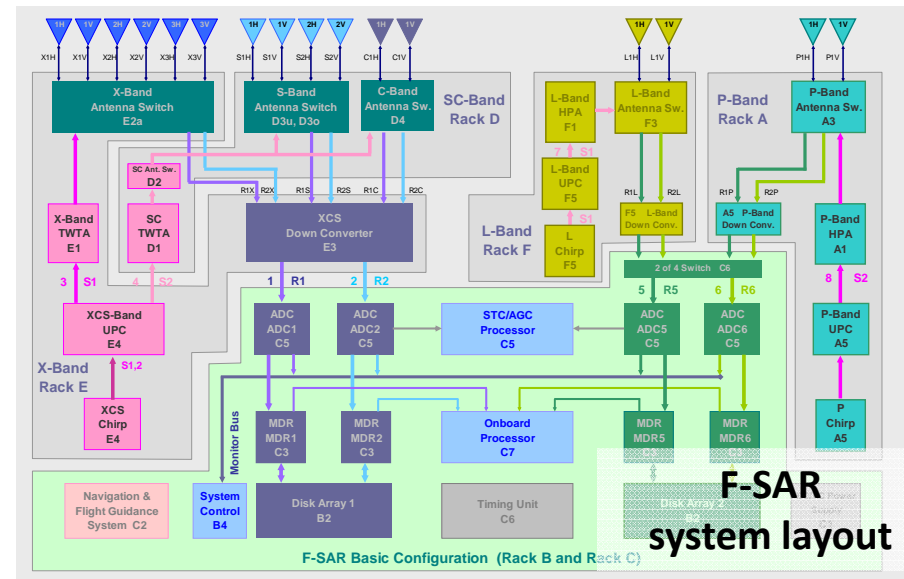 1H 1V 2H 2V 3H 3V 1H 1V 2H 2V 1H 1V 1H 1V 1H 1V
X1H X1V X2H X2V X3H X3V S1H S1V S2H S2V C1H C1V L1H L1V P1H P1V
X-Band
Antenna Switch
E2a
S-Band
Antenna Switch
D3u, D3o
C-Band
Antenna Sw.
D4
SC-Band
Rack D
L-Band
HPA
F1
L-Band
Antenna Sw.
F3
P-Band
Rack A
P-Band
Antenna Sw.
A3
SC Ant. Sw.
D2
7 S1
L-Band
UPC
F5
R1X R2X R1S R2S R1C R2C R1L R2L R1P R2P
X-Band
TWTA
E1
SC
TWTA
D1
XCS
Down Converter
E3
S1
L-Band
Rack F
L
Chirp
F5
F5 L-Band
Down Conv.
A5 P-Band
Down Conv.
P-Band
HPA
A1
3 S1
4 S2
1 R1
2 R2
2 of 4 Switch C6
5 R5
6 R6
8 S2
XCS-Band
UPC
E4
ADC
ADC1
C5
ADC
ADC2
C5
STC/AGC
Processor
C5
ADC
ADC5
C5
ADC
ADC6
C5
P-Band
UPC
A5
X-Band
Rack E
S1,2
XCS
Chirp
E4
Monitor Bus
MDR
MDR1
C3
MDR
MDR2
C3
Onboard
Processor
C7
MDR
MDR5
C3
MDR
MDR6
C3
P
Chirp
A5
Navigation &
Flight Guidance
System C2
System
Control
B4
Disk Array 1
B2
Timing Unit
C6
Disk Array 2
B2
F-SAR
system layout
F-SAR Basic Configuration (Rack B and Rack C)